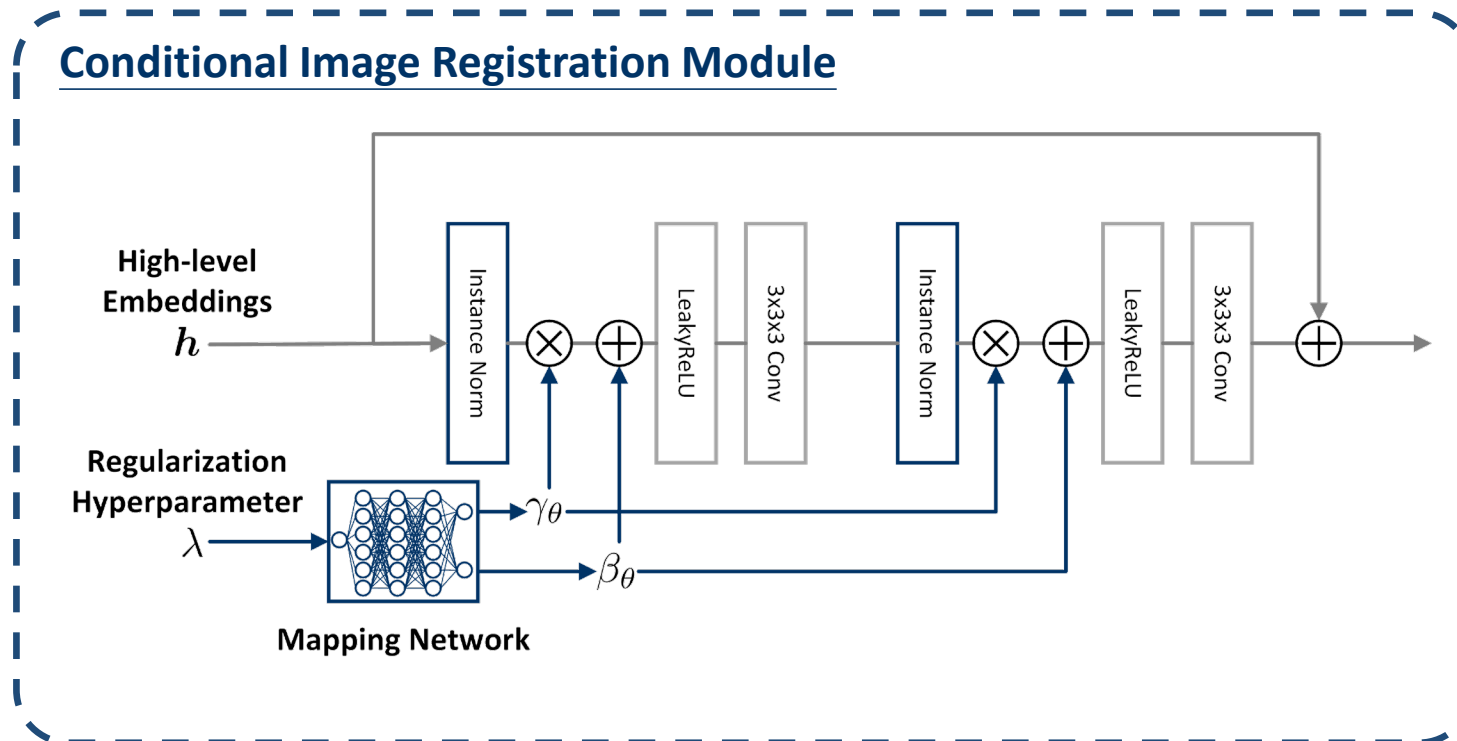 Conditional Image Registration Module
High-level
Embeddings
h
Instance Norm
LeakyReLU
3x3x3 Conv
Instance Norm
LeakyReLU
3x3x3 Conv
Regularization
Hyperparameter
λ
γθ
βθ
Mapping Network